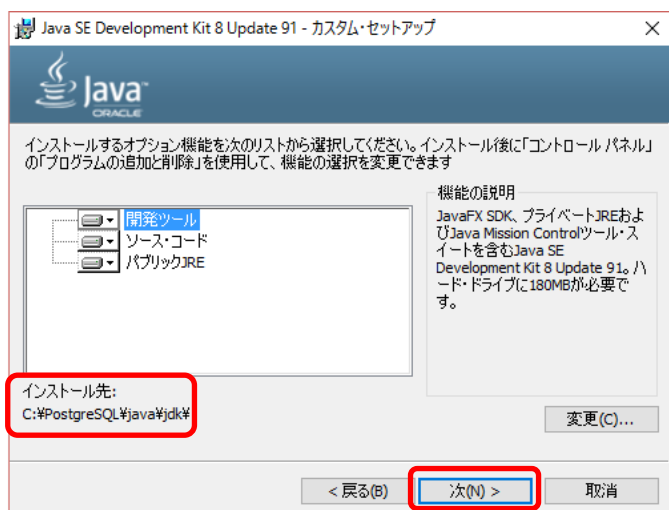 Java SE Development Kit 8 Update 91 - カスタム・セットアップ
Java
ORACLE
インストールするオプション機能を次のリストから選択してください。インストール後に「コントロール パネル」
の「プログラムの追加と削除」を使用して、機能の選択を変更できます
開発ツール
ソース・コード
パブリックJRE
機能の説明
JavaFX SDK、プライベートJREおよ
びJava Mission Controlツール・ス
イートを含むJava SE
Development Kit 8 Update 91。ハ
ード・ドライブに180MBが必要で
す。
インストール先:
C:¥PostgreSQL¥java¥jdk¥
変更(C)...
< 戻る(B)
次(N) >
取消